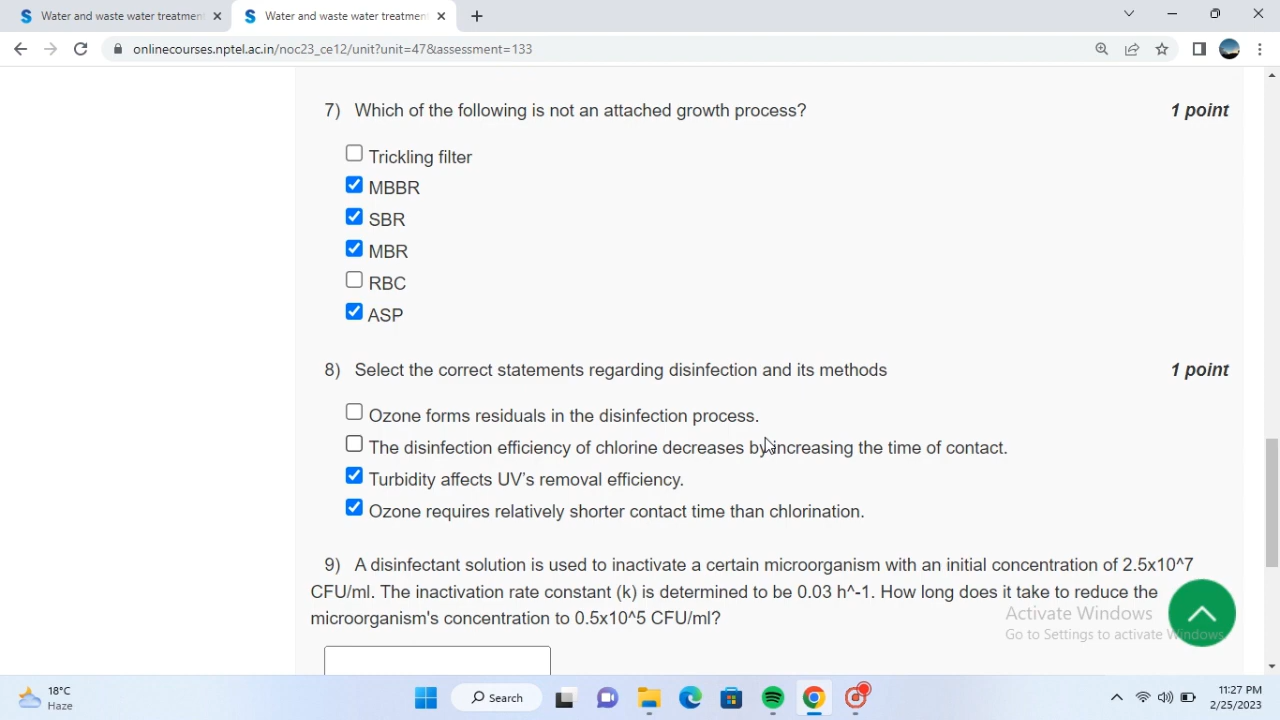 Water and waste water treatment
Water and waste water treatment
onlinecourses.nptel.ac.in/noc23_ce12/unit?unit=47&assessment=133
7) Which of the following is not an attached growth process? 1 point
Trickling filter
MBBR
SBR
MBR
RBC
ASP
8) Select the correct statements regarding disinfection and its methods 1 point
Ozone forms residuals in the disinfection process.
The disinfection efficiency of chlorine decreases by increasing the time of contact.
Turbidity affects UV's removal efficiency.
Ozone requires relatively shorter contact time than chlorination.
9) A disinfectant solution is used to inactivate a certain microorganism with an initial concentration of 2.5x10^7
CFU/ml. The inactivation rate constant (k) is determined to be 0.03 h^-1. How long does it take to reduce the
microorganism's concentration to 0.5x10^5 CFU/ml?
Activate Windows
Go to Settings to activate Windows.
18°C
Haze
Search
11:27 PM
2/25/2023